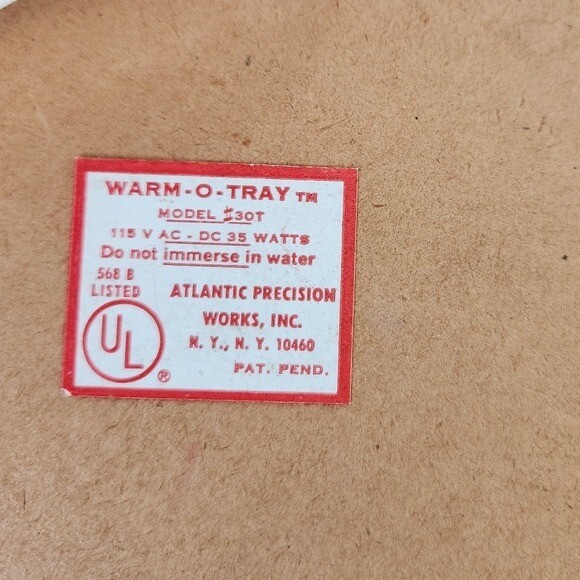 WARM-O-TRAY TM
MODEL #30T
115 V AC - DC 35 WATTS
Do not immerse in water
568 B
LISTED
UL
®
ATLANTIC PRECISION
WORKS, INC.
N. Y., N. Y. 10460
PAT. PEND.